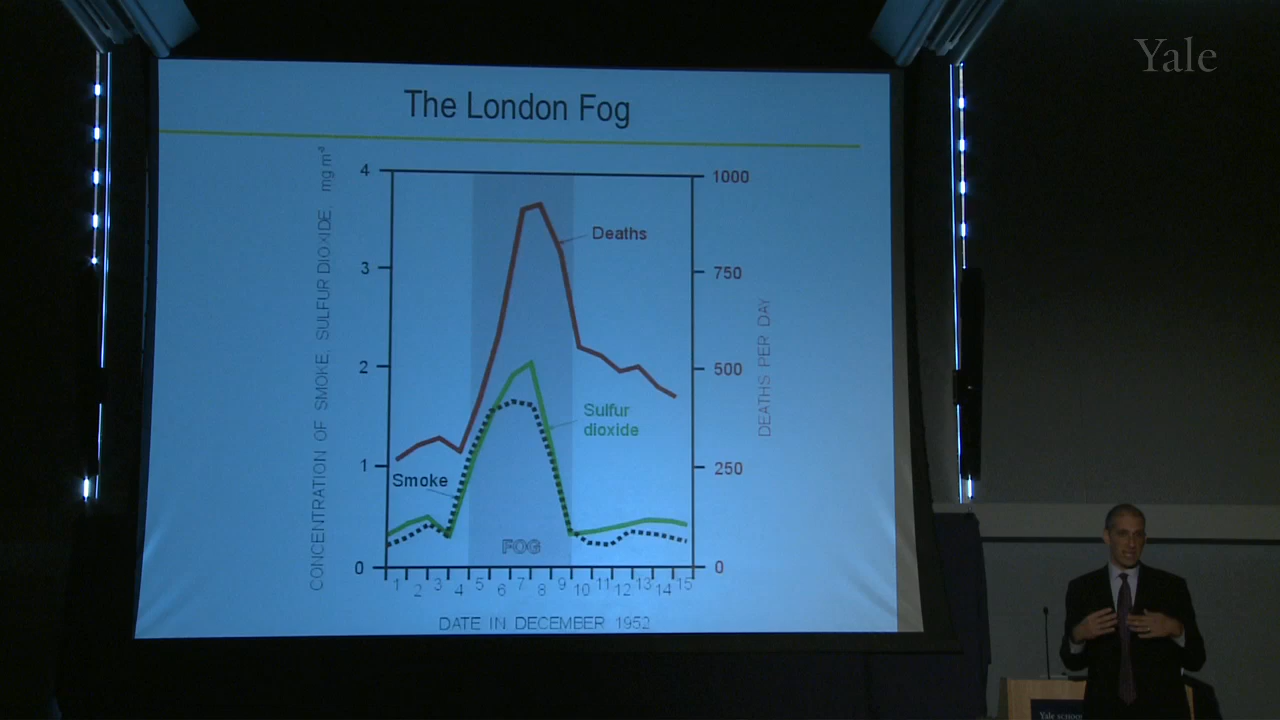 Yale
The London Fog
CONCENTRATION OF SMOKE, SULFUR DIOXIDE, mg m⁻³
4
3
2
1
0
1000
750
500
250
0
DEATHS PER DAY
Deaths
Sulfur
dioxide
Smoke
FOG
1 2 3 4 5 6 7 8 9 10 11 12 13 14 15
DATE IN DECEMBER 1952
Yale